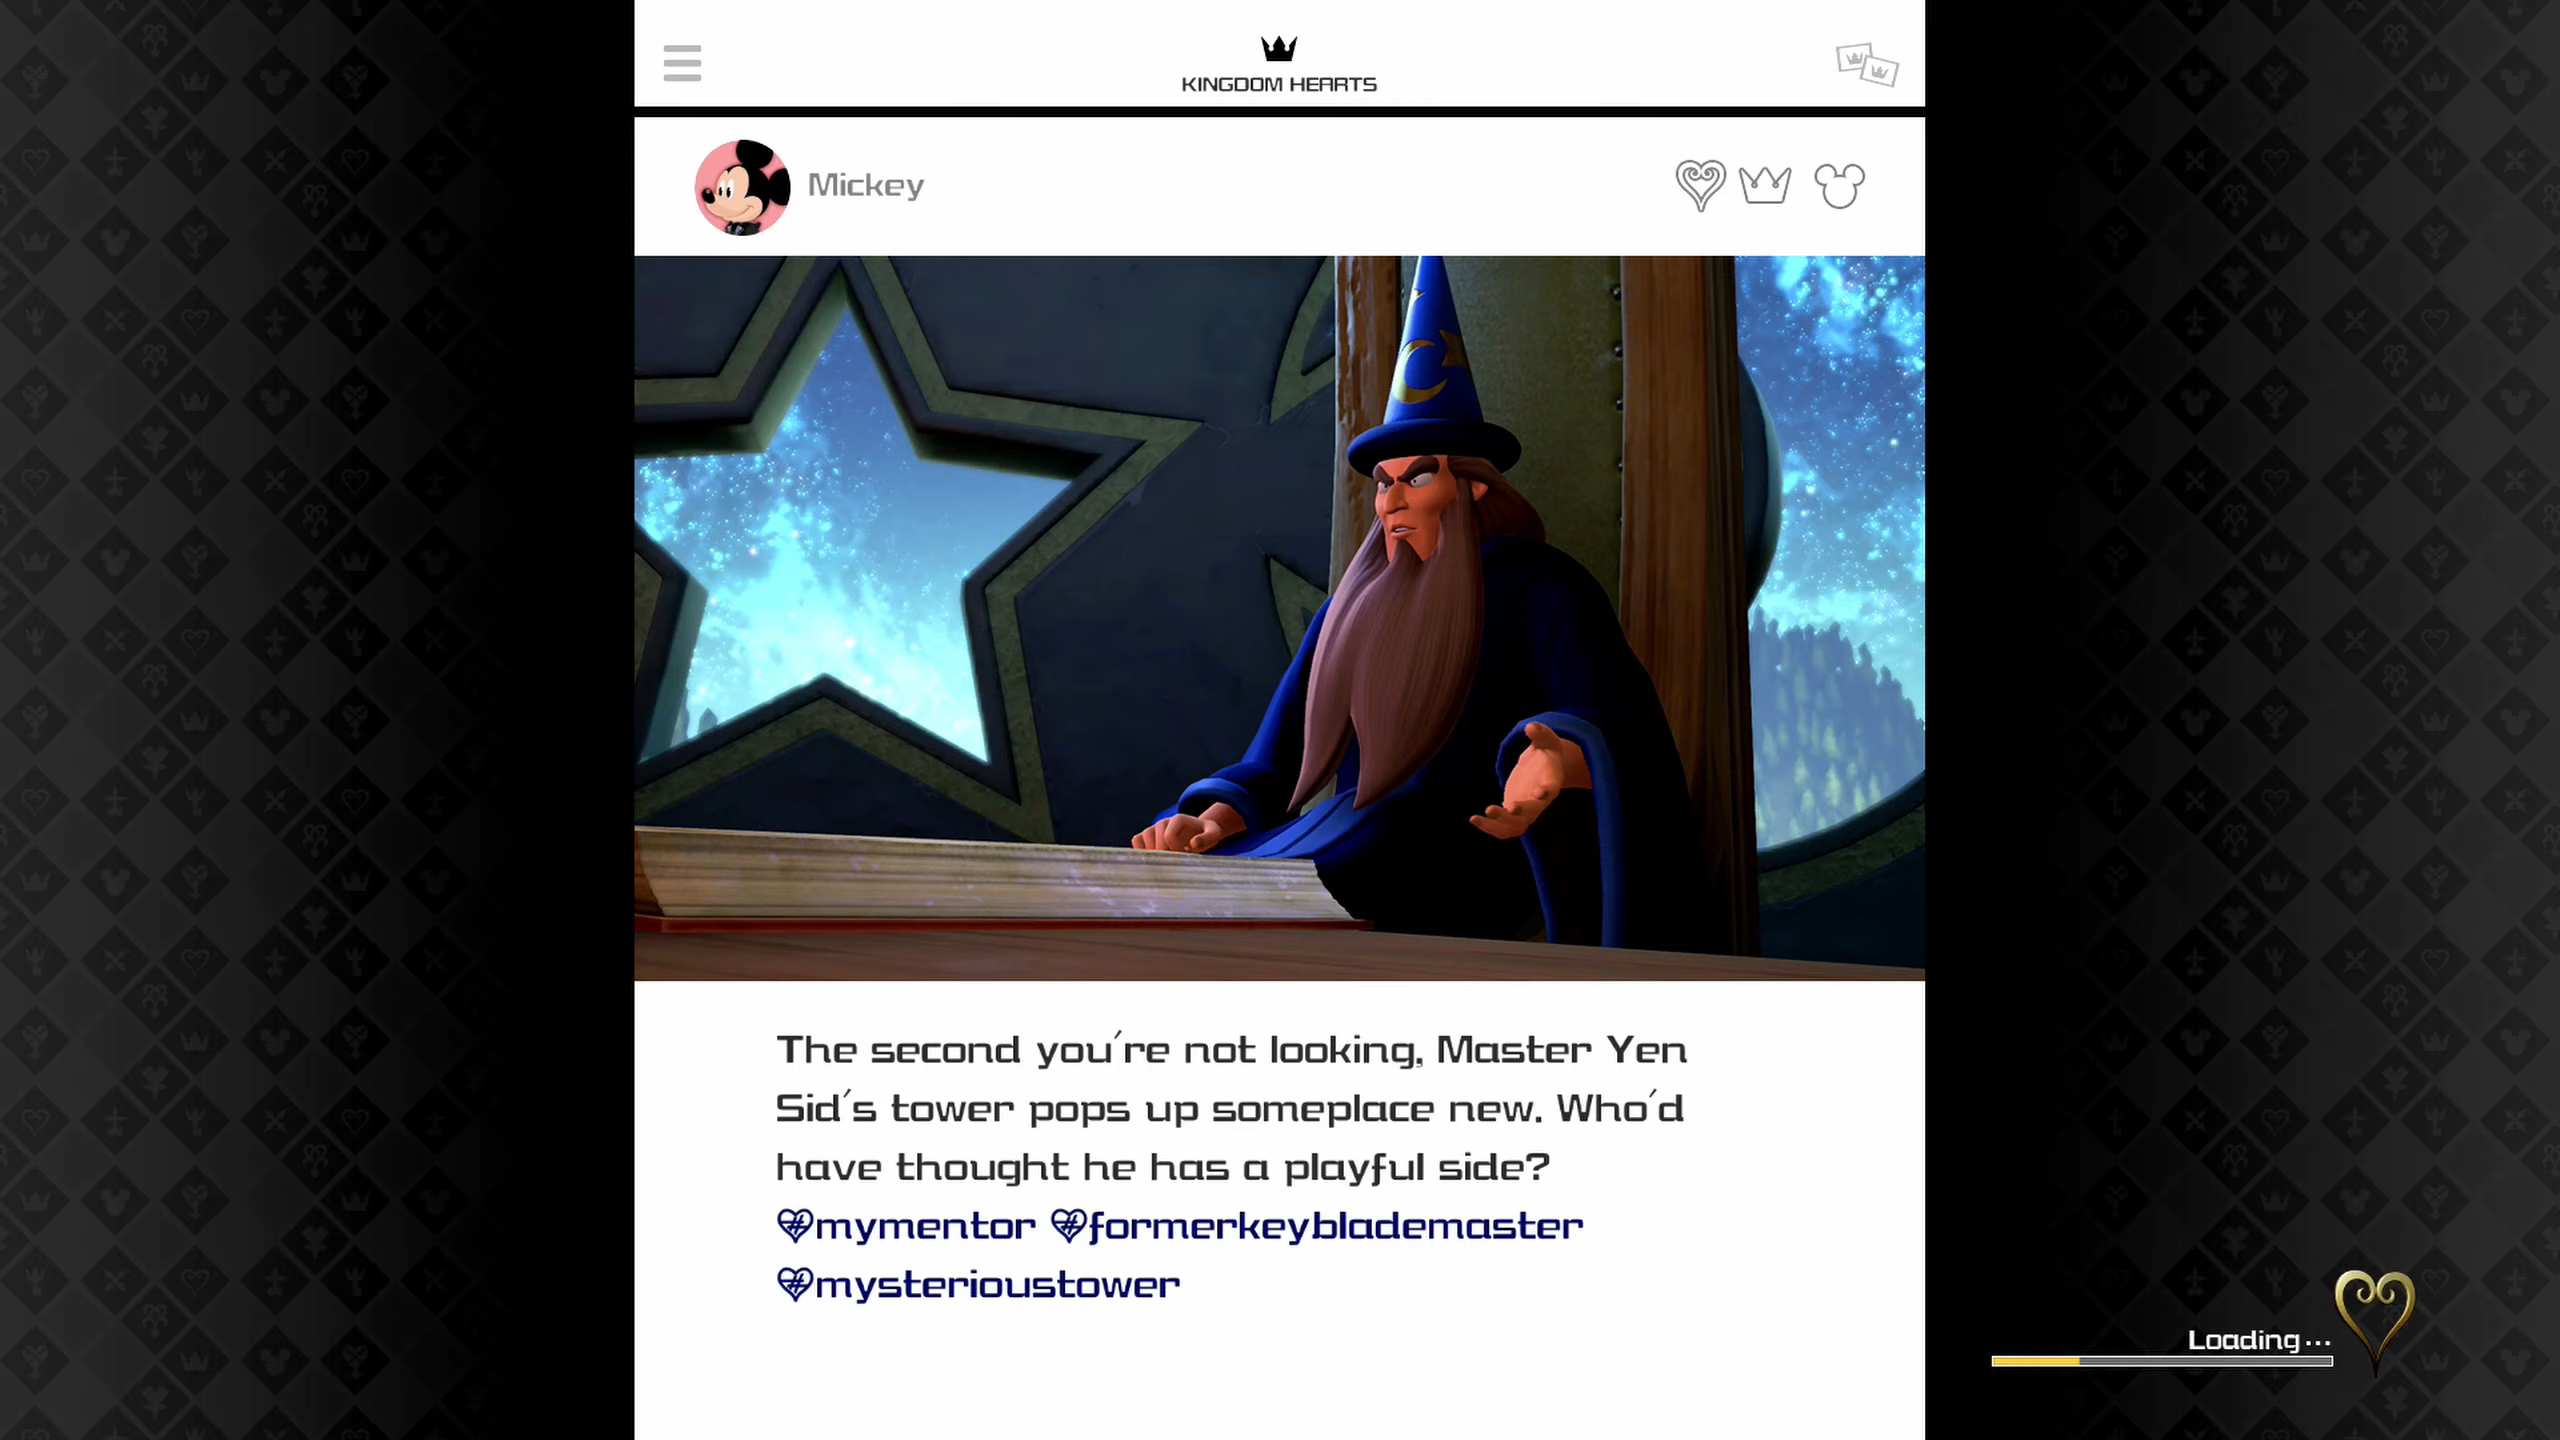 KINGDOM HEARTS
Mickey
The second you're not looking, Master Yen
Sid's tower pops up someplace new. Who'd
have thought he has a playful side?
#mymentor #formerkeyblademaster
#mysterioustower
Loading...